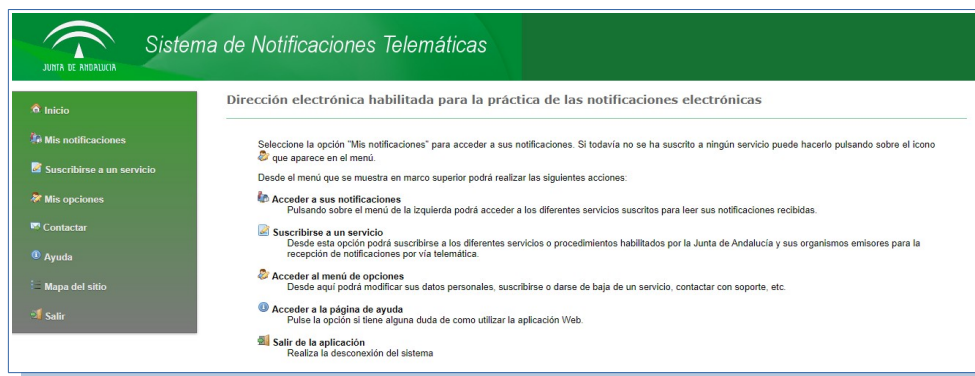 JUNTA DE ANDALUCIA
Sistema de Notificaciones Telemáticas
Inicio
Mis notificaciones
Suscribirse a un servicio
Mis opciones
Contactar
Ayuda
Mapa del sitio
Salir
Dirección electrónica habilitada para la práctica de las notificaciones electrónicas
Seleccione la opción "Mis notificaciones" para acceder a sus notificaciones. Si todavía no se ha suscrito a ningún servicio puede hacerlo pulsando sobre el icono
que aparece en el menú.
Desde el menú que se muestra en marco superior podrá realizar las siguientes acciones:
Acceder a sus notificaciones
Pulsando sobre el menú de la izquierda podrá acceder a los diferentes servicios suscritos para leer sus notificaciones recibidas.
Suscribirse a un servicio
Desde esta opción podrá suscribirse a los diferentes servicios o procedimientos habilitados por la Junta de Andalucía y sus organismos emisores para la
recepción de notificaciones por vía telemática.
Acceder al menú de opciones
Desde aquí podrá modificar sus datos personales, suscribirse o darse de baja de un servicio, contactar con soporte, etc.
Acceder a la página de ayuda
Pulse la opción si tiene alguna duda de como utilizar la aplicación Web.
Salir de la aplicación
Realiza la desconexión del sistema